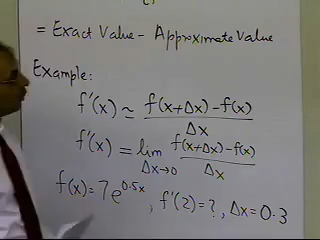 = Exact Value - Approximate Value
Example:
f'(x) ≃ f(x+Δx)-f(x) / Δx
f'(x) = lim Δx→0 f(x+Δx)-f(x) / Δx
f(x)=7e^0.5x, f'(2)=?, Δx=0.3